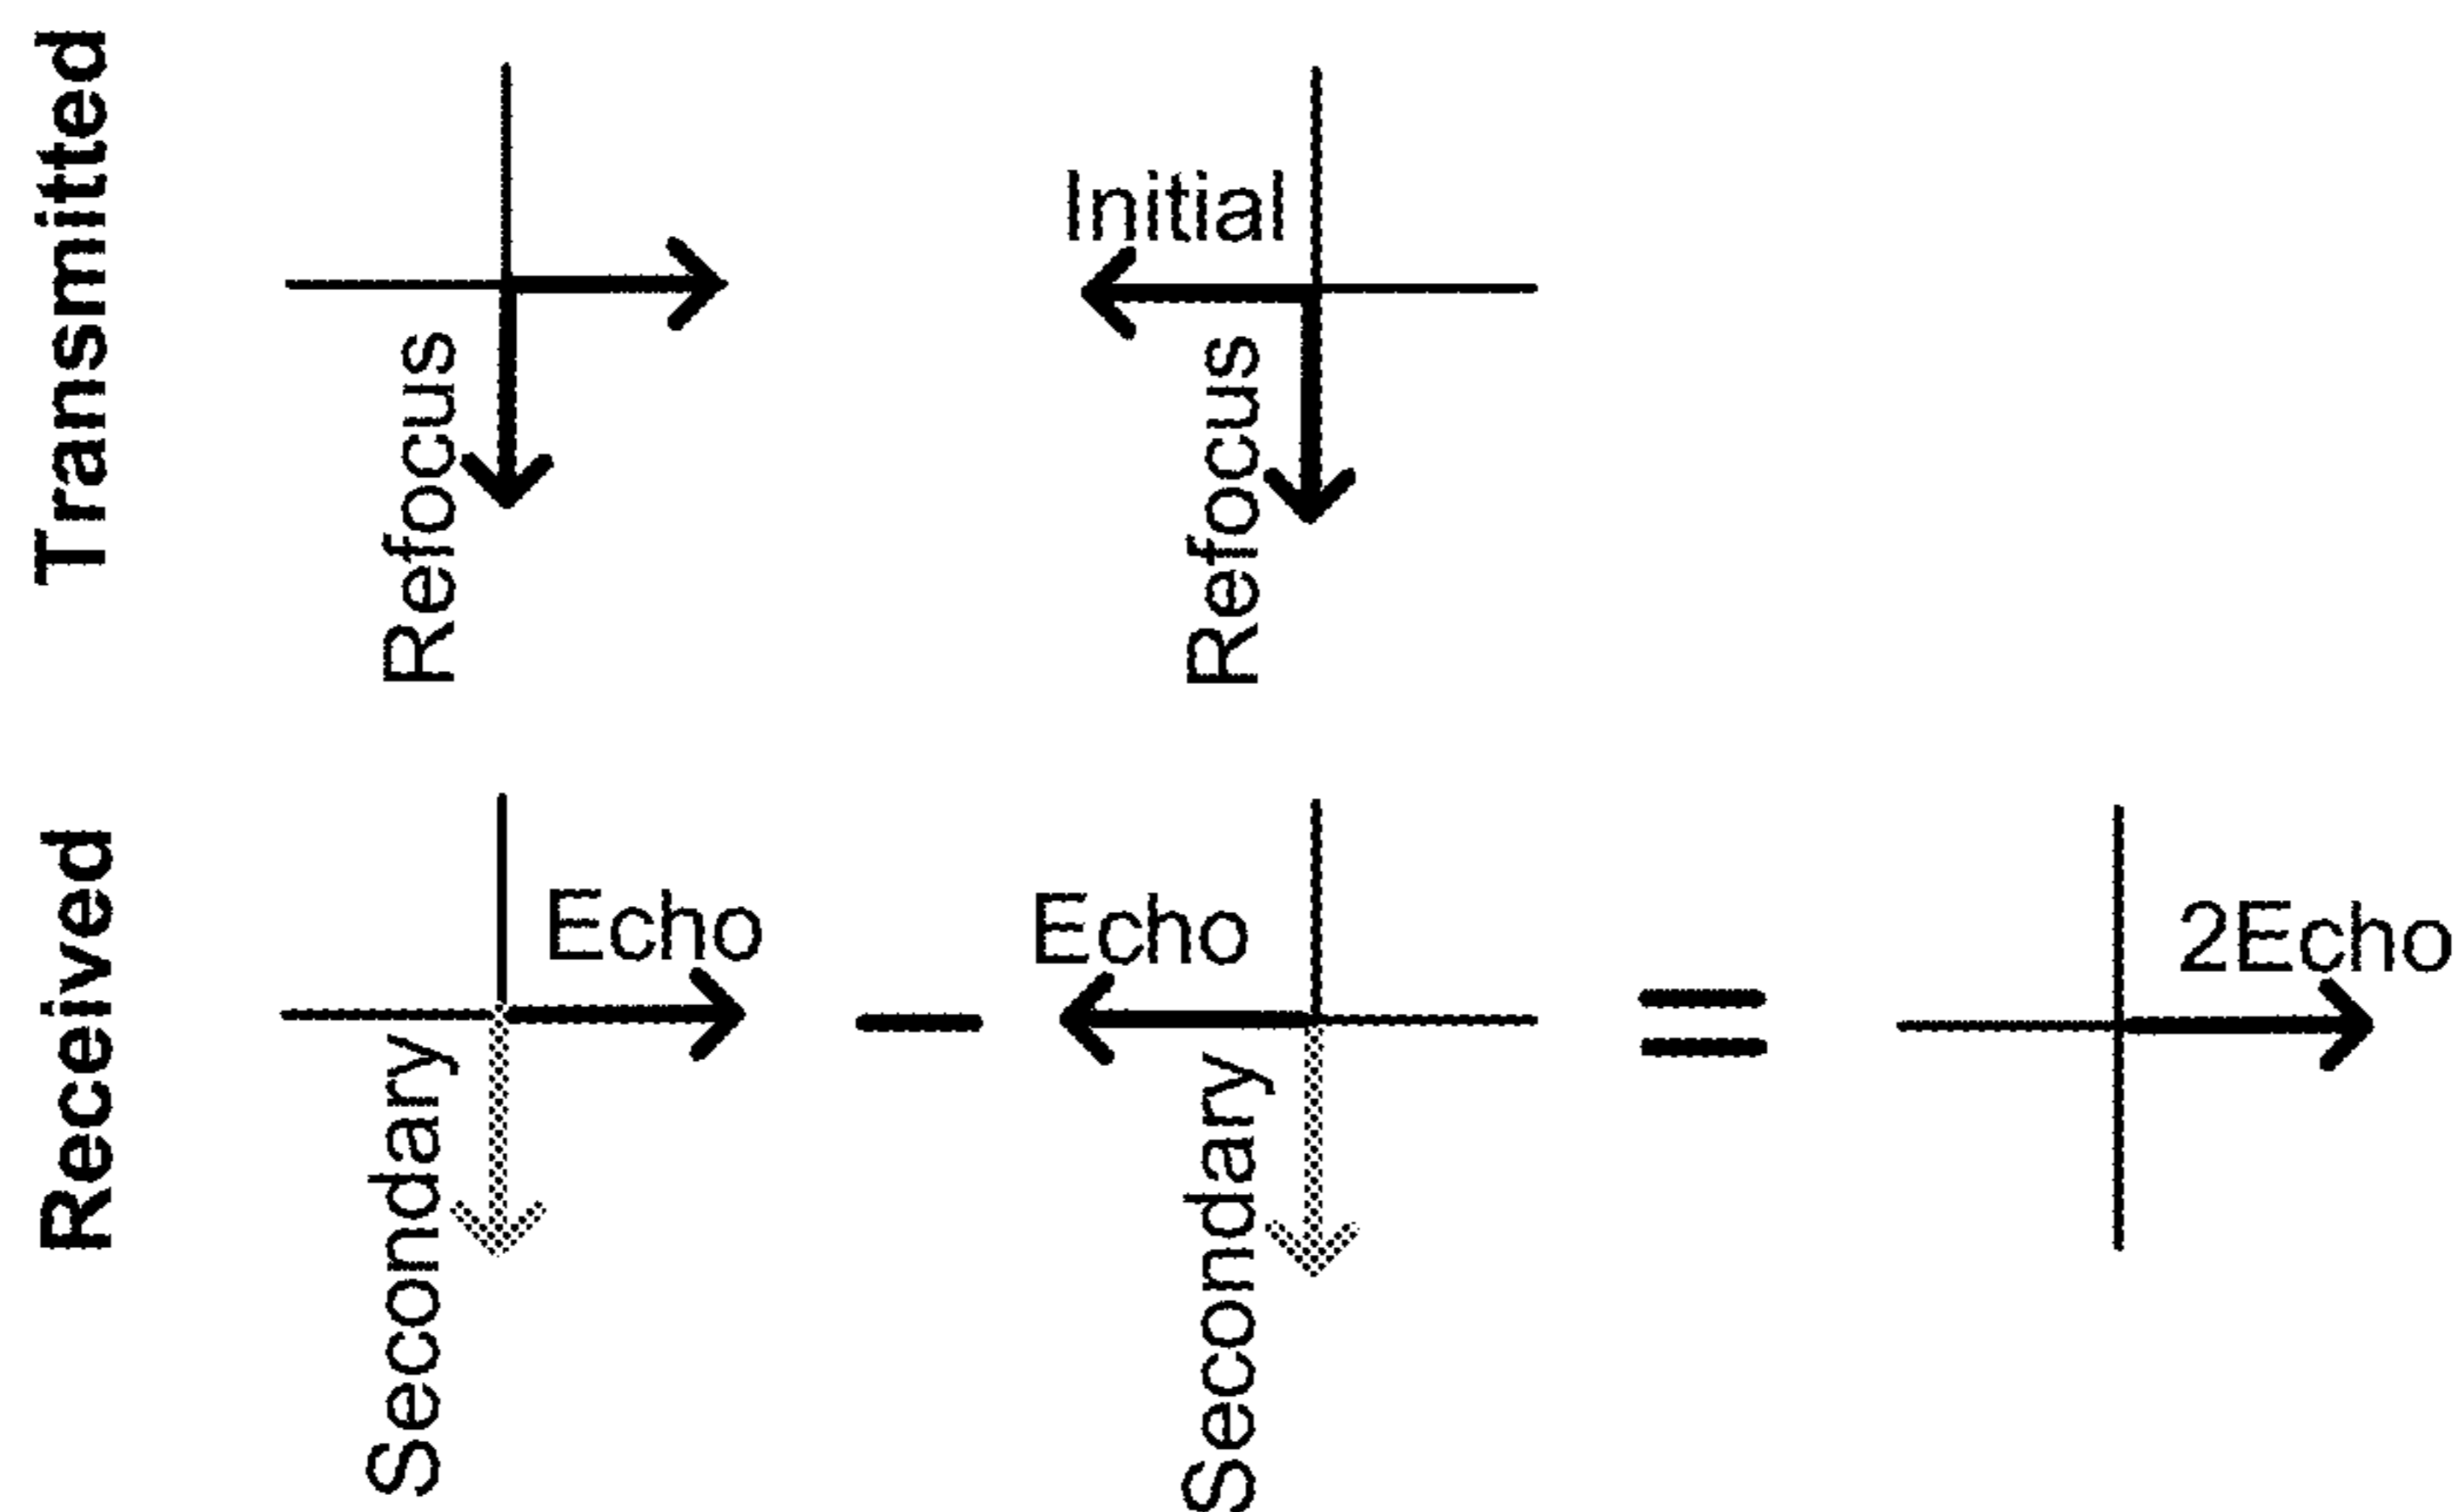 Transmitted
Refocus
Initial
Refocus
Received
Echo
Secondary
Echo
Secondary
2Echo